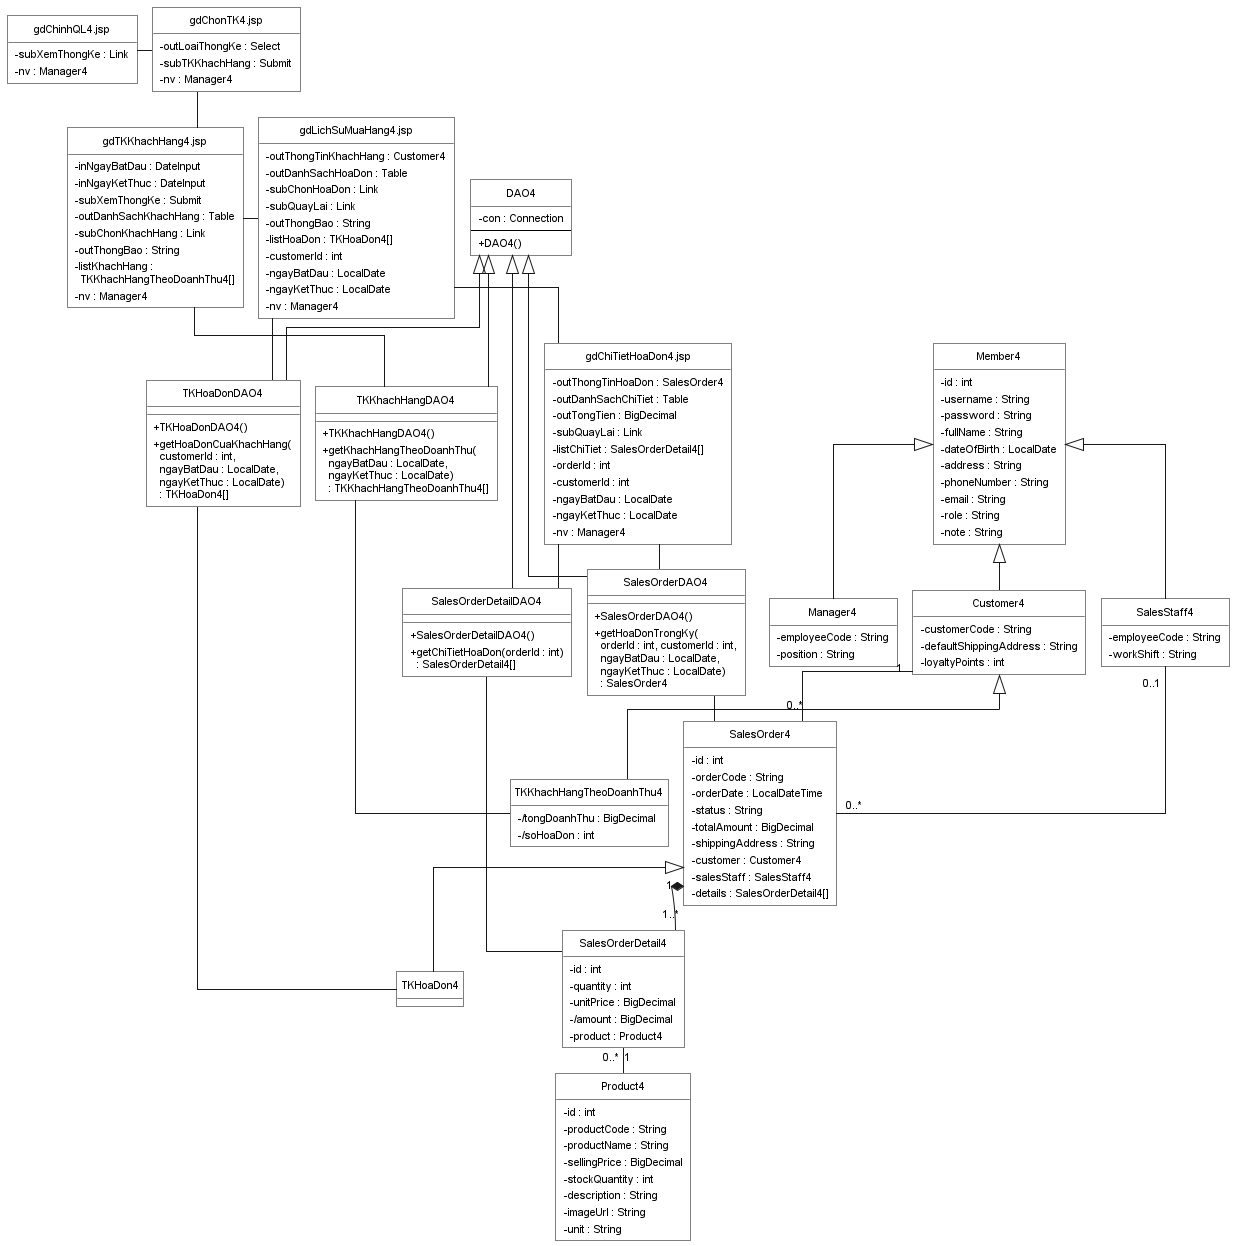 gdChinhQL4.jsp
-subXemThongKe : Link
-nv : Manager4
gdChonTK4.jsp
-outLoaiThongKe : Select
-subTKKhachHang : Submit
-nv : Manager4
gdTKKhachHang4.jsp
-inNgayBatDau : DateInput
-inNgayKetThuc : DateInput
-subXemThongKe : Submit
-outDanhSachKhachHang : Table
-subChonKhachHang : Link
-outThongBao : String
-listKhachHang :
TKKhachHangTheoDoanhThu4[]
-nv : Manager4
gdLichSuMuaHang4.jsp
-outThongTinKhachHang : Customer4
-outDanhSachHoaDon : Table
-subChonHoaDon : Link
-subQuayLai : Link
-outThongBao : String
-listHoaDon : TKHoaDon4[]
-customerId : int
-ngayBatDau : LocalDate
-ngayKetThuc : LocalDate
-nv : Manager4
DAO4
-con : Connection
+DAO4()
gdChiTietHoaDon4.jsp
-outThongTinHoaDon : SalesOrder4
-outDanhSachChiTiet : Table
-outTongTien : BigDecimal
-subQuayLai : Link
-listChiTiet : SalesOrderDetail4[]
-orderId : int
-customerId : int
-ngayBatDau : LocalDate
-ngayKetThuc : LocalDate
-nv : Manager4
Member4
-id : int
-username : String
-password : String
-fullName : String
-dateOfBirth : LocalDate
-address : String
-phoneNumber : String
-email : String
-role : String
-note : String
TKHoaDonDAO4
+TKHoaDonDAO4()
+getHoaDonCuaKhachHang(
customerId : int,
ngayBatDau : LocalDate,
ngayKetThuc : LocalDate)
: TKHoaDon4[]
TKKhachHangDAO4
+TKKhachHangDAO4()
+getKhachHangTheoDoanhThu(
ngayBatDau : LocalDate,
ngayKetThuc : LocalDate)
: TKKhachHangTheoDoanhThu4[]
SalesOrderDetailDAO4
+SalesOrderDetailDAO4()
+getChiTietHoaDon(orderId : int)
: SalesOrderDetail4[]
SalesOrderDAO4
+SalesOrderDAO4()
+getHoaDonTrongKy(
orderId : int, customerId : int,
ngayBatDau : LocalDate,
ngayKetThuc : LocalDate)
: SalesOrder4
Manager4
-employeeCode : String
-position : String
Customer4
-customerCode : String
-defaultShippingAddress : String
-loyaltyPoints : int
SalesStaff4
-employeeCode : String
-workShift : String
1
0..1
0..*
SalesOrder4
-id : int
-orderCode : String
-orderDate : LocalDateTime
-status : String
-totalAmount : BigDecimal
-shippingAddress : String
-customer : Customer4
-salesStaff : SalesStaff4
-details : SalesOrderDetail4[]
0..*
TKKhachHangTheoDoanhThu4
-/tongDoanhThu : BigDecimal
-/soHoaDon : int
1
1..*
SalesOrderDetail4
-id : int
-quantity : int
-unitPrice : BigDecimal
-/amount : BigDecimal
-product : Product4
TKHoaDon4
0..*
1
Product4
-id : int
-productCode : String
-productName : String
-sellingPrice : BigDecimal
-stockQuantity : int
-description : String
-imageUrl : String
-unit : String